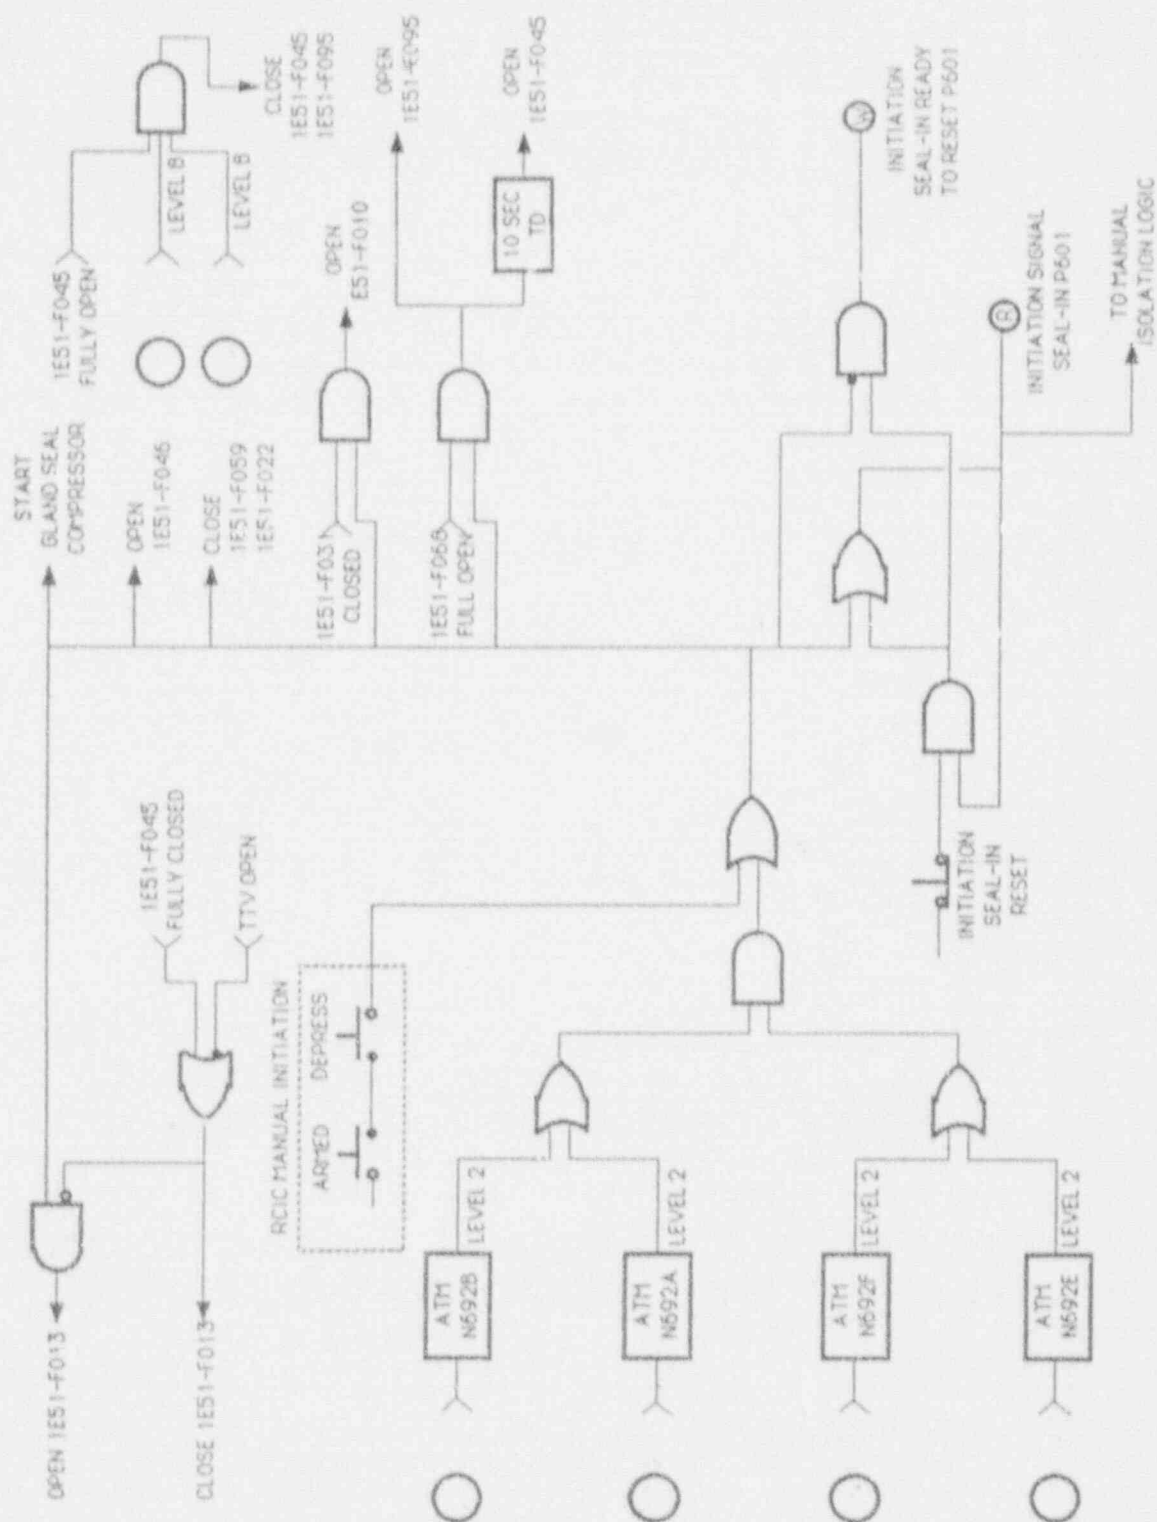 START
GLAND SEAL
COMPRESSOR
OPEN
1E51-F046
CLOSE
1E51-F059
1E51-F022
1E51-F045
FULLY OPEN
LEVEL 8
LEVEL 8
CLOSE
1E51-F045
1E51-F095
1E51-F031
CLOSED
OPEN
E51-F010
1E51-F068
FULL OPEN
OPEN
1E51-F095
10 SEC
TD
OPEN
1E51-F045
OPEN 1E51-F013
CLOSE 1E51-F013
1E51-F045
FULLY CLOSED
TTV OPEN
RCIC MANUAL INITIATION
ARMED
DEPRESS
ATM
N692B
LEVEL 2
ATM
N692A
LEVEL 2
ATM
N692F
LEVEL 2
ATM
N692E
LEVEL 2
INITIATION
SEAL-IN
RESET
W
INITIATION
SEAL-IN READY
TO RESET P601
R
INITIATION SIGNAL
SEAL-IN P601
TO MANUAL
ISOLATION LOGIC